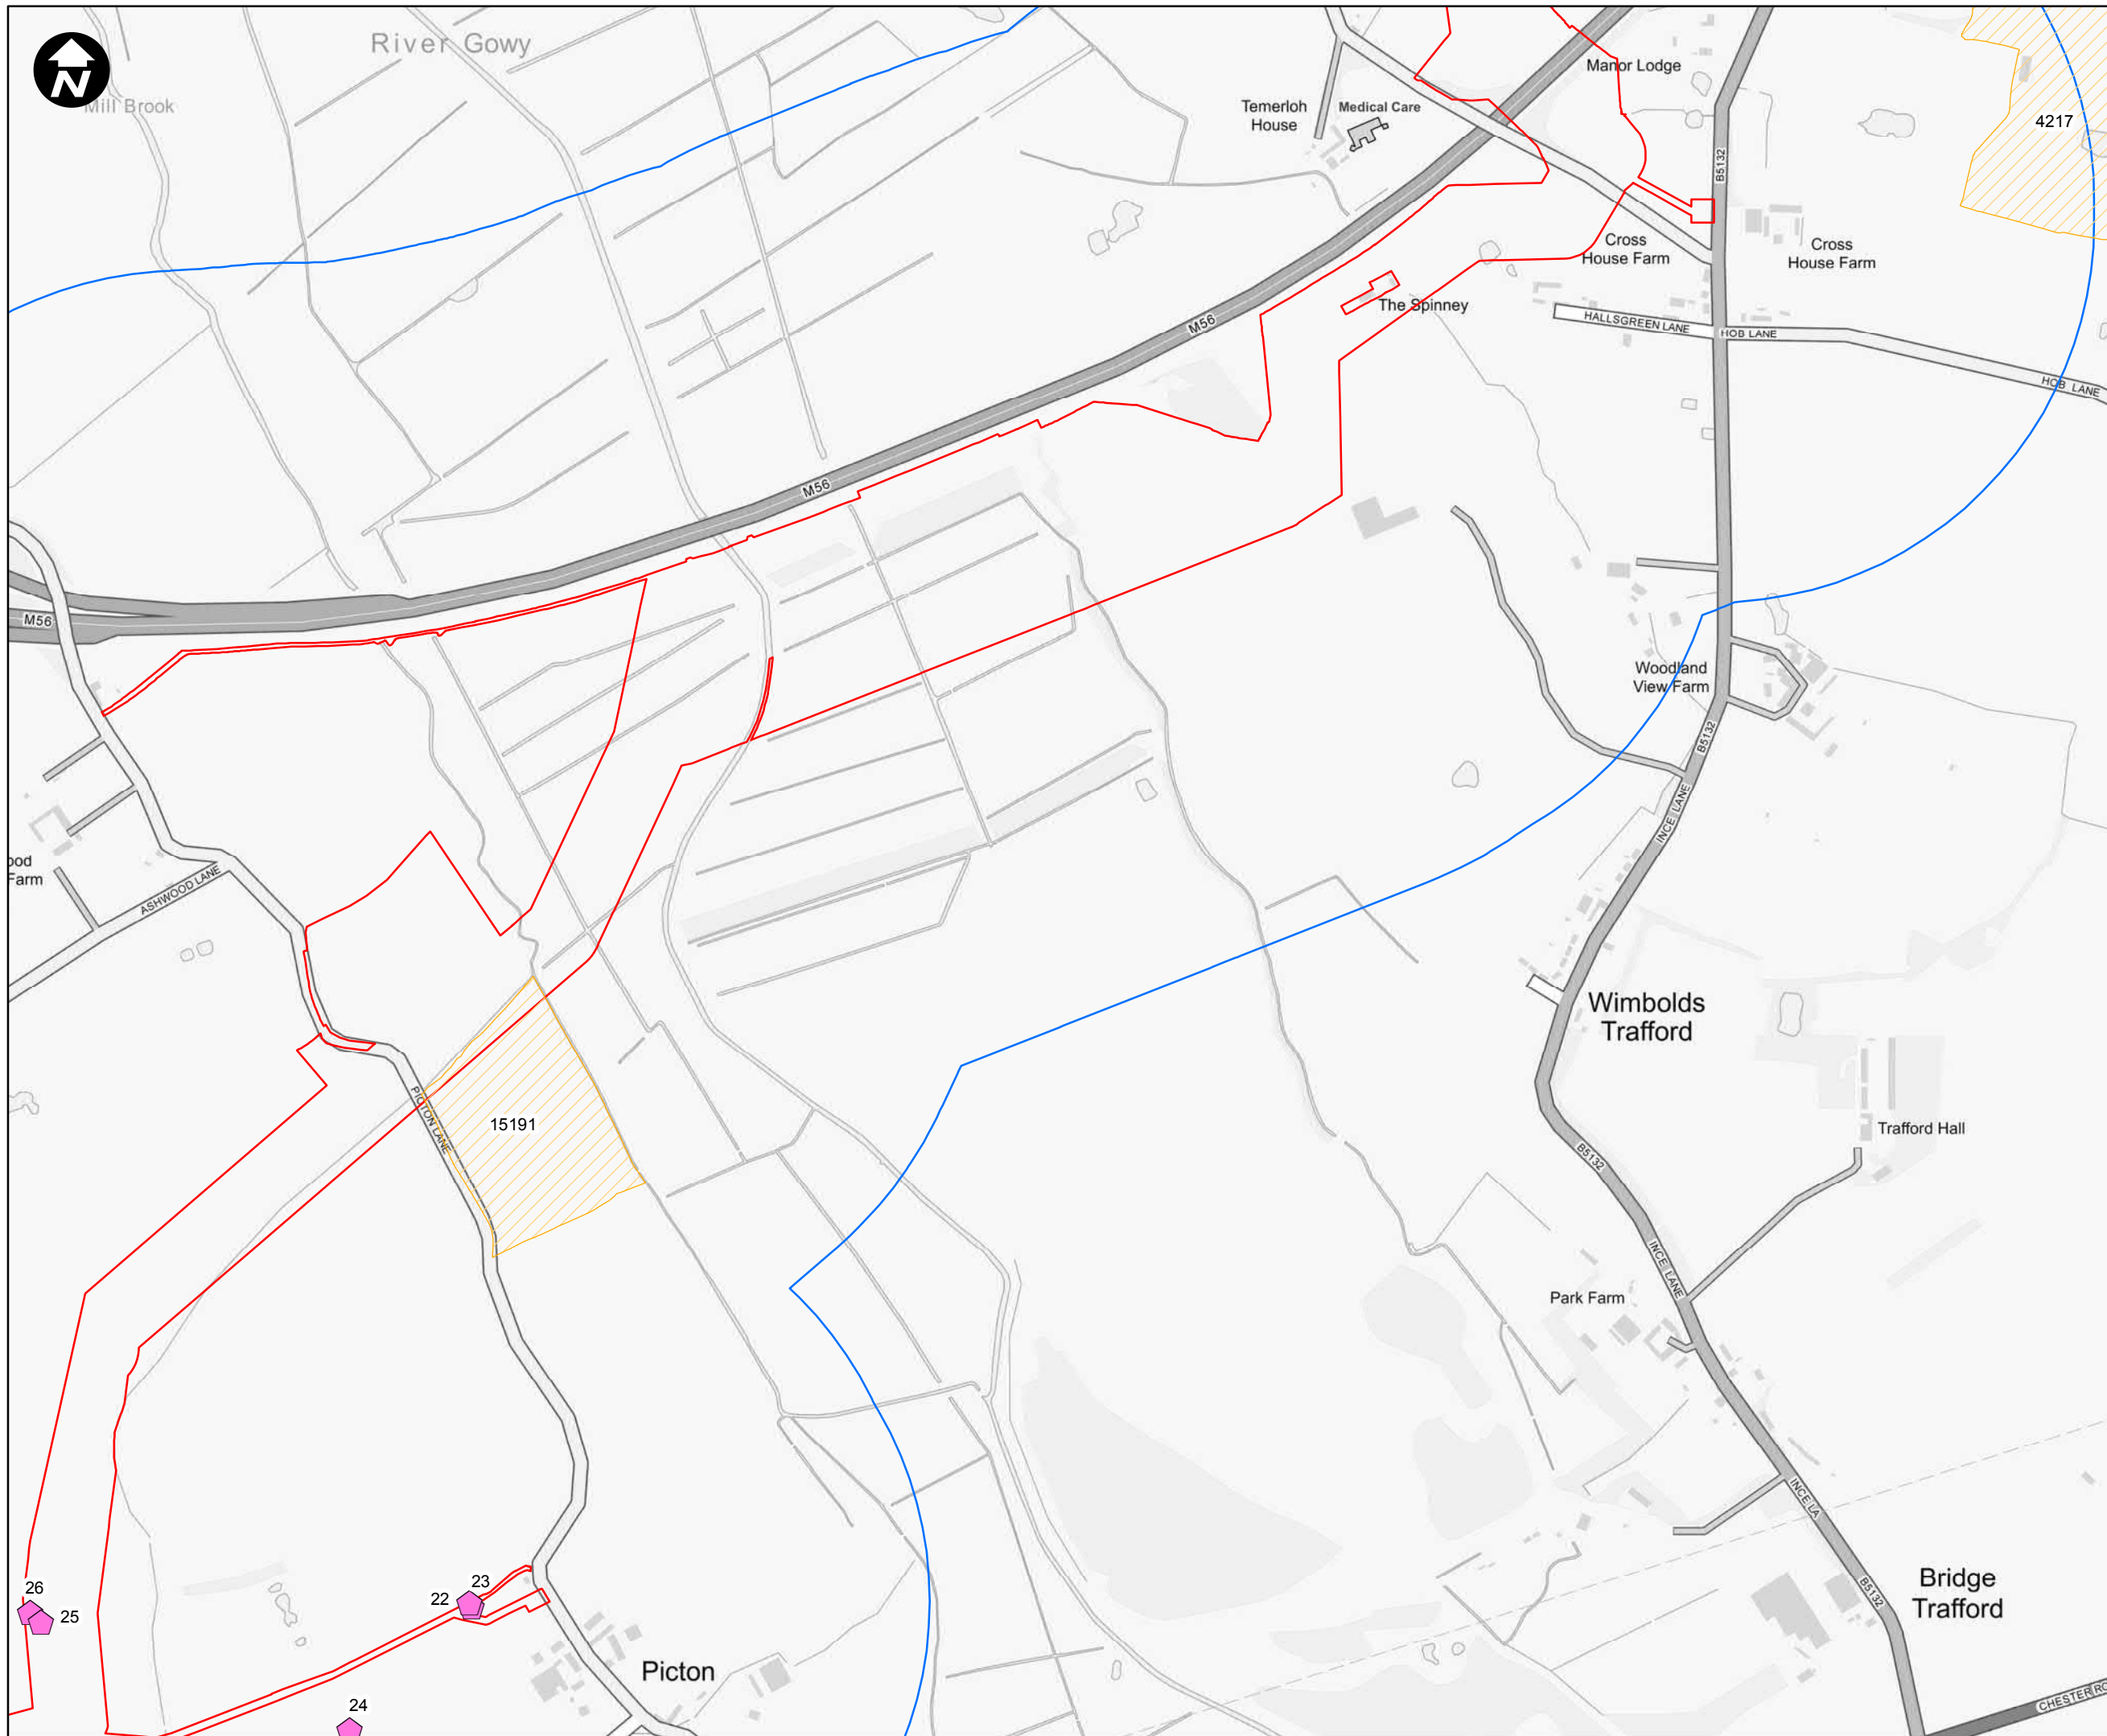 N
River Gowy
Mill Brook
Manor Lodge
Temerloh
House
Medical Care
4217
B5132
Cross
House Farm
Cross
House Farm
The Spinney
M56
HALLSGREEN LANE
HOB LANE
HOB LANE
M56
M56
Woodland
View Farm
B5132
INCE LANE
ood
Farm
ASHWOOD LANE
Wimbolds
Trafford
PICTON LANE
15191
Trafford Hall
B5132
INCE LANE
Park Farm
INCE LA
B5132
Bridge
Trafford
26
25
22
23
Picton
24
CHESTER RO